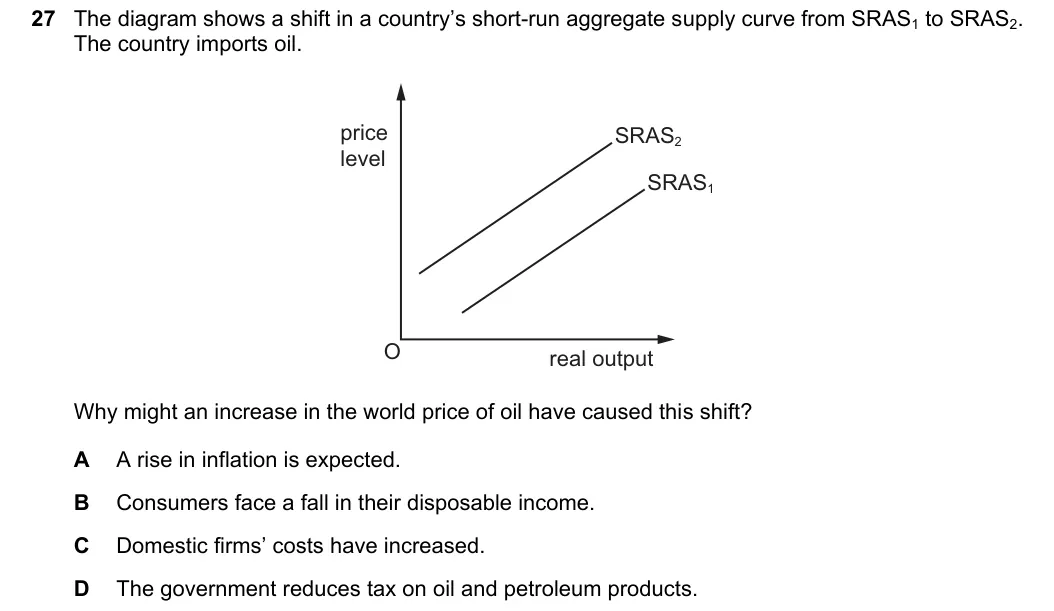 27 The diagram shows a shift in a country’s short-run aggregate supply curve from SRAS₁ to SRAS₂.
The country imports oil.
price
level
SRAS₂
SRAS₁
O
real output
Why might an increase in the world price of oil have caused this shift?
A A rise in inflation is expected.
B Consumers face a fall in their disposable income.
C Domestic firms’ costs have increased.
D The government reduces tax on oil and petroleum products.